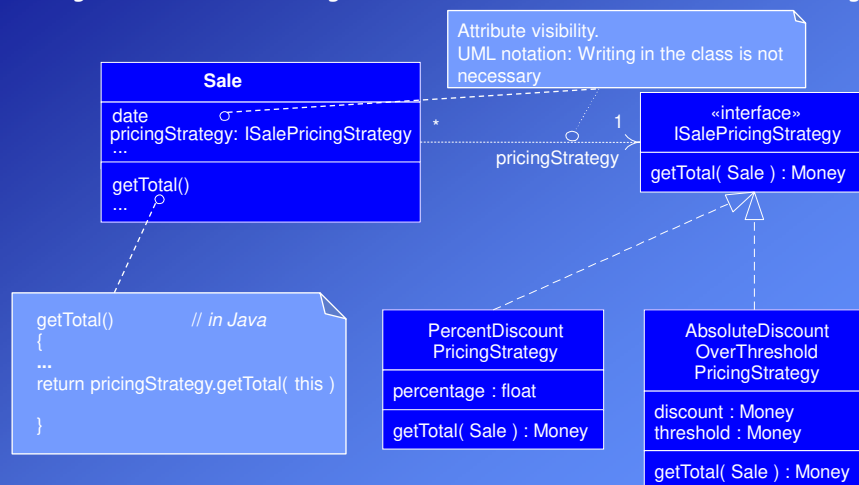 Attribute visibility.
UML notation: Writing in the class is not
necessary
Sale
date
pricingStrategy: ISalePricingStrategy
...
getTotal()
...
*
1
pricingStrategy
«interface»
ISalePricingStrategy
getTotal( Sale ) : Money
getTotal() // in Java
{
...
return pricingStrategy.getTotal( this )
}
PercentDiscount
PricingStrategy
percentage : float
getTotal( Sale ) : Money
AbsoluteDiscount
OverThreshold
PricingStrategy
discount : Money
threshold : Money
getTotal( Sale ) : Money